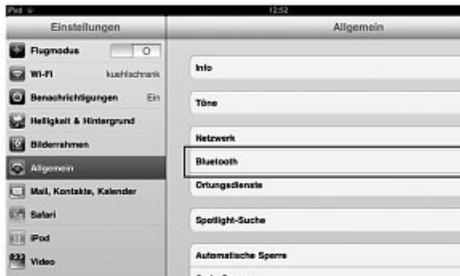 iPod
12:52
Einstellungen
Allgemein
Flugmodus
Wi-Fi kuehlschrank
Benachrichtigungen Ein
Helligkeit & Hintergrund
Bilderrahmen
Allgemein
Mail, Kontakte, Kalender
Safari
iPod
Video
Info
Töne
Netzwerk
Bluetooth
Ortungsdienste
Spotlight-Suche
Automatische Sperre